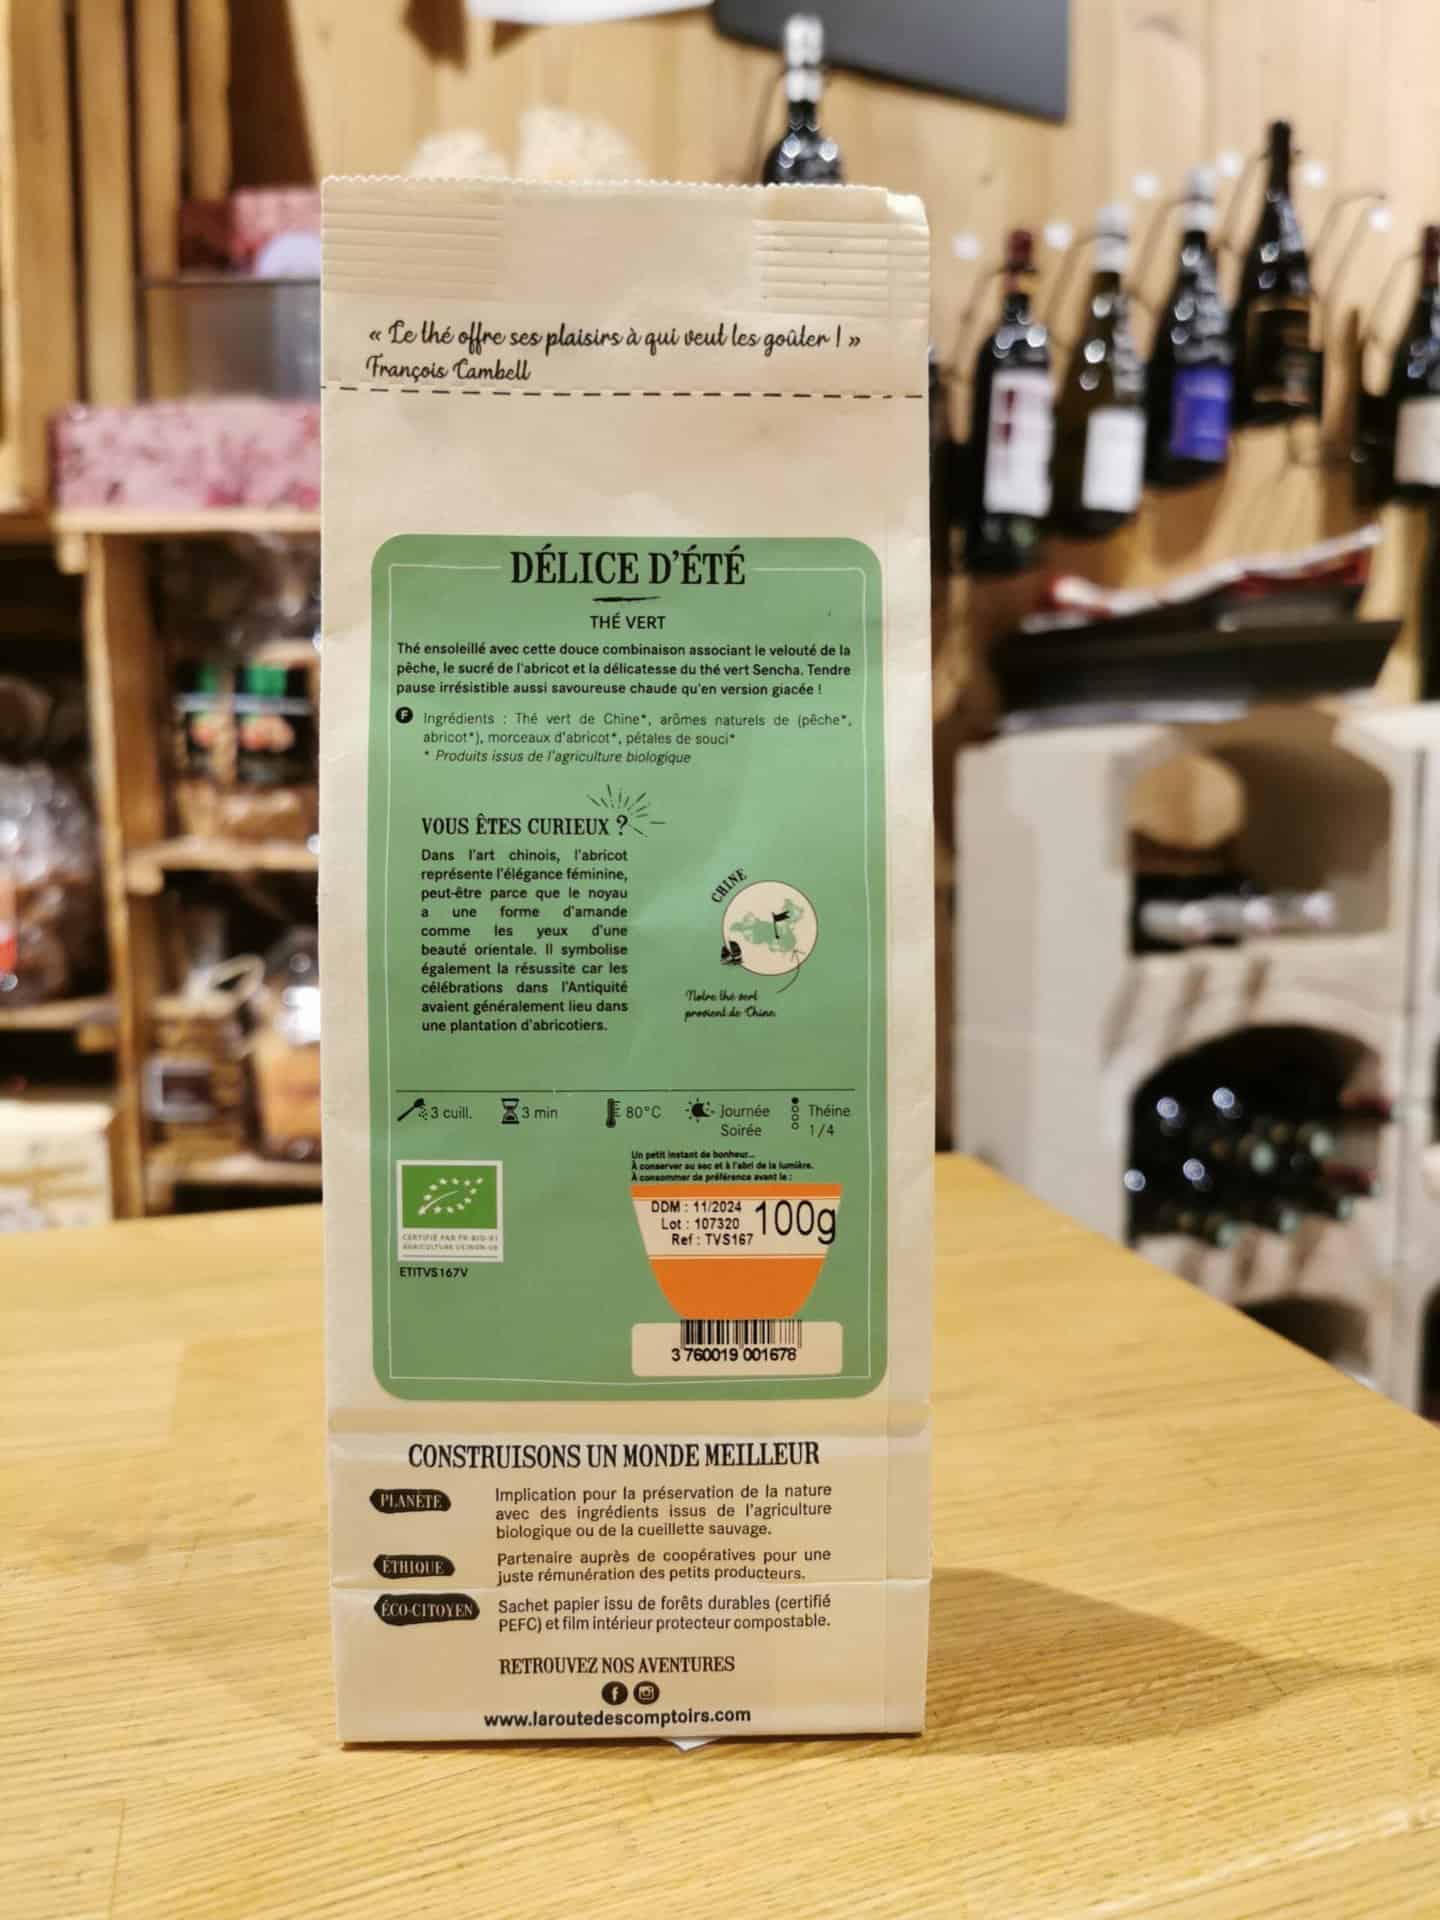 « Le thé offre ses plaisirs à qui veut les goûter ! »
François Cambell
DÉLICE D'ÉTÉ
THÉ VERT
Thé ensoleillé avec cette douce combinaison associant le velouté de la
pêche, le sucré de l'abricot et la délicatesse du thé vert Sencha. Tendre
pause irrésistible aussi savoureuse chaude qu'en version glacée !
F Ingrédients : Thé vert de Chine*, arômes naturels de (pêche*,
abricot*), morceaux d'abricot*, pétales de souci*
* Produits issus de l'agriculture biologique
VOUS ÊTES CURIEUX ?
Dans l'art chinois, l'abricot
représente l'élégance féminine,
peut-être parce que le noyau
a une forme d'amande
comme les yeux d'une
beauté orientale. Il symbolise
également la résussite car les
célébrations dans l'Antiquité
avaient généralement lieu dans
une plantation d'abricotiers.
CHINE
Notre thé vert
provient de Chine
3 cuill.
3 min
80°C
Journée
Soirée
Théine
1/4
Un petit instant de bonheur...
À conserver au sec et à l'abri de la lumière.
À consommer de préférence avant le :
DDM : 11/2024
Lot : 107320
Ref : TVS167
100g
CERTIFIÉ PAR FR-BIO-01
AGRICULTURE UE/NON-UE
ETITVS167V
3 760019 001678
CONSTRUISONS UN MONDE MEILLEUR
PLANÈTE
Implication pour la préservation de la nature
avec des ingrédients issus de l'agriculture
biologique ou de la cueillette sauvage.
ÉTHIQUE
Partenaire auprès de coopératives pour une
juste rémunération des petits producteurs.
ÉCO-CITOYEN
Sachet papier issu de forêts durables (certifié
PEFC) et film intérieur protecteur compostable.
RETROUVEZ NOS AVENTURES
www.laroutedescomptoirs.com